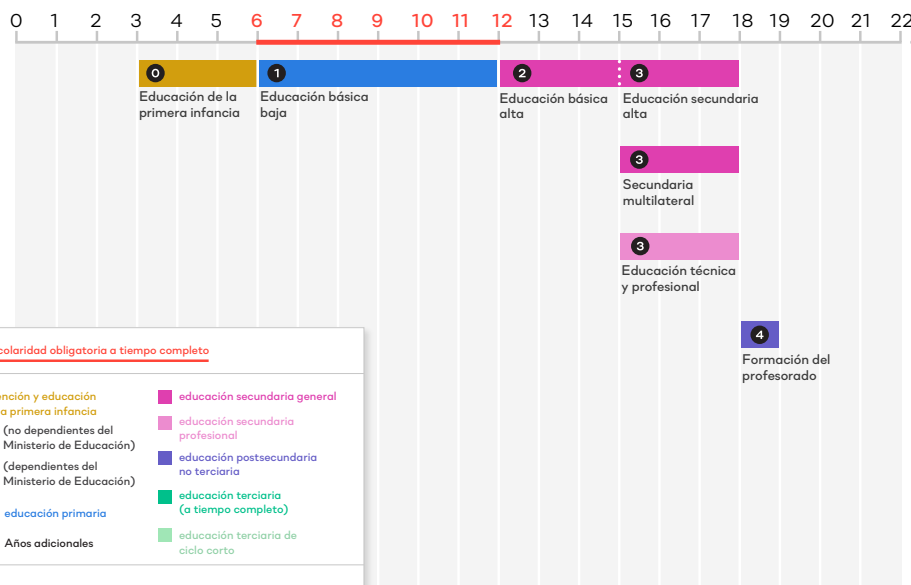 0 1 2 3 4 5 6 7 8 9 10 11 12 13 14 15 16 17 18 19 20 21 22
0 1 2 3
Educación de la
primera infancia
Educación básica
baja
Educación básica
alta
Educación secundaria
alta
3
Secundaria
multilateral
3
Educación técnica
y profesional
4
Formación del
profesorado
colaridad obligatoria a tiempo completo
nción y educación
a primera infancia
(no dependientes del
Ministerio de Educación)
(dependientes del
Ministerio de Educación)
educación primaria
Años adicionales
educación secundaria general
educación secundaria
profesional
educación postsecundaria
no terciaria
educación terciaria
(a tiempo completo)
educación terciaria de
ciclo corto